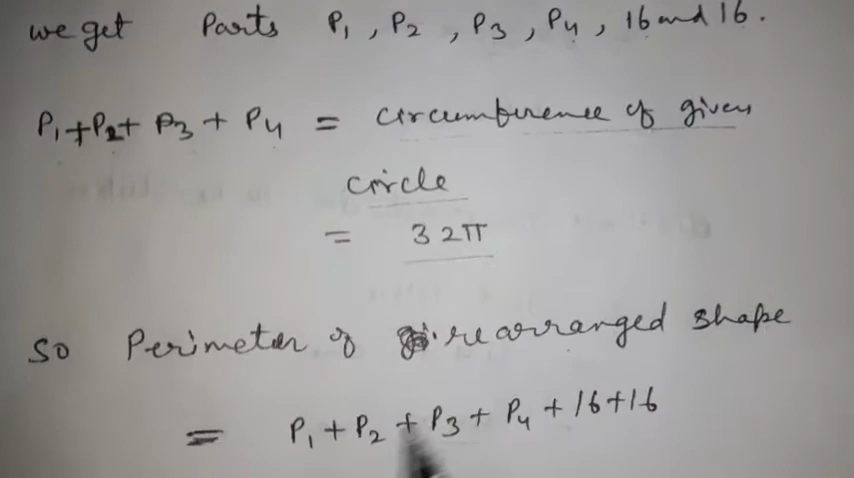 we get Parts P1, P2, P3, P4, 16 and 16.
P1+P2+ P3 + P4 = circumference of given
circle
= 32π
So Perimeter of rearranged shape
= P1 + P2 + P3 + P4 + 16+16